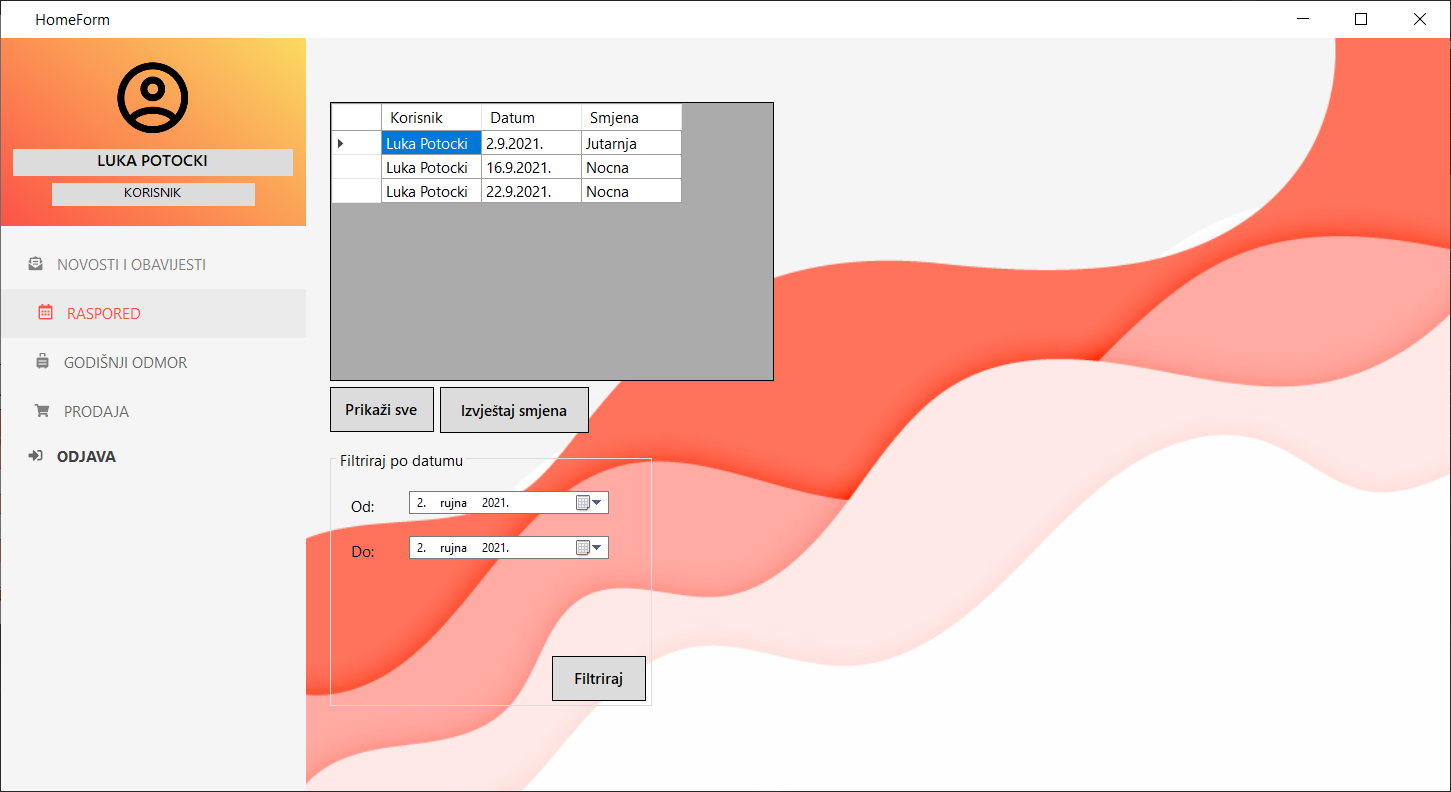 HomeForm
LUKA POTOCKI
KORISNIK
NOVOSTI I OBAVIJESTI
RASPORED
GODIŠNJI ODMOR
PRODAJA
ODJAVA
Korisnik Datum Smjena
Luka Potocki 2.9.2021. Jutarnja
Luka Potocki 16.9.2021. Nocna
Luka Potocki 22.9.2021. Nocna
Prikaži sve Izvještaj smjena
Filtriraj po datumu
Od: 2. rujna 2021.
Do: 2. rujna 2021.
Filtriraj